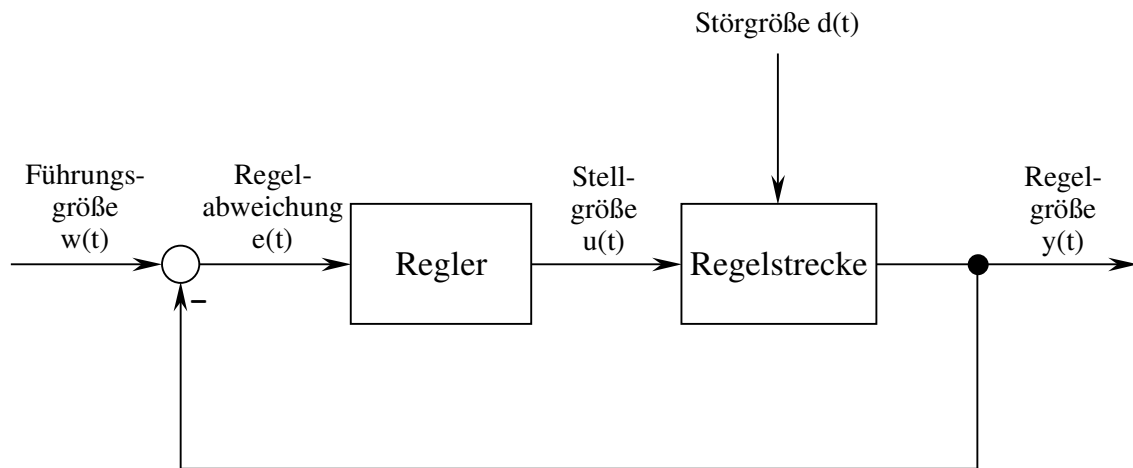 Störgröße d(t)
Führungs-
größe
w(t)
Regel-
abweichung
e(t)
Stell-
größe
u(t)
Regel-
größe
y(t)
Regler
Regelstrecke
–